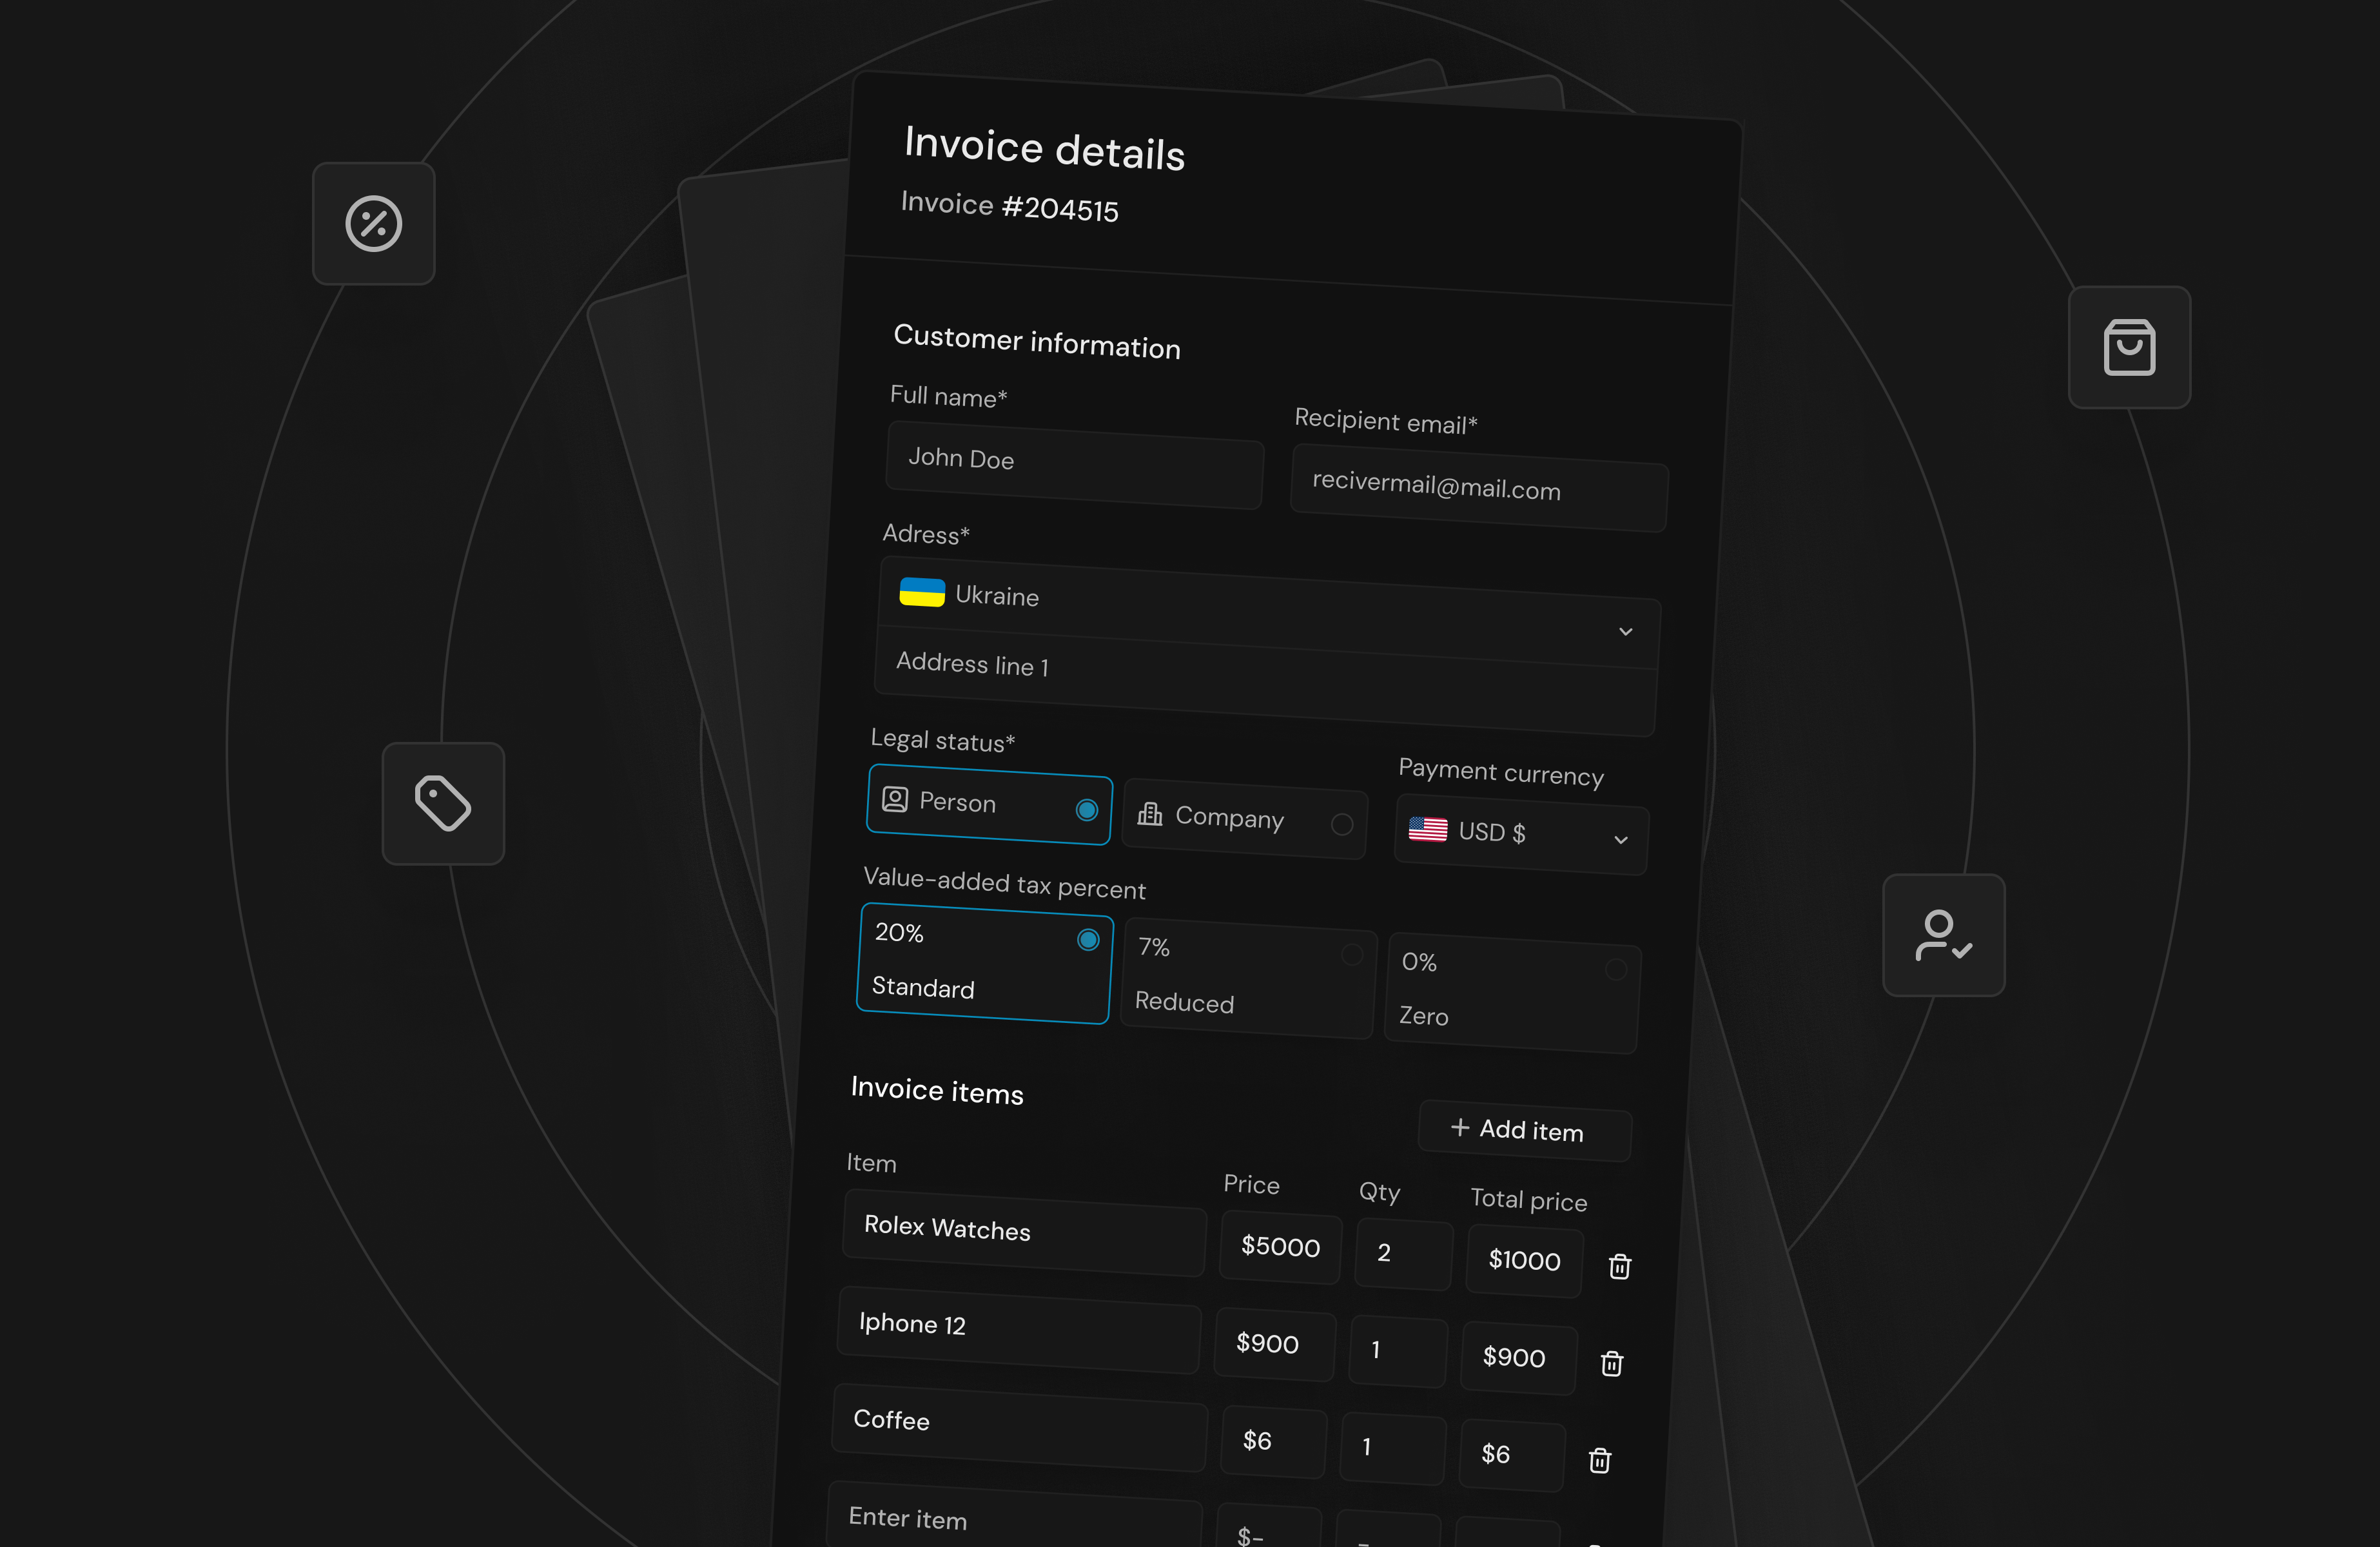 Invoice details
Invoice #204515
Customer information
Full name*
Recipient email*
John Doe
recivermail@mail.com
Adress*
Ukraine
Address line 1
Legal status*
Payment currency
Person
Company
USD $
Value-added tax percent
20%
7%
0%
Standard
Reduced
Zero
Invoice items
Add item
Item
Price
Qty
Total price
Rolex Watches
$5000
2
$1000
Iphone 12
$900
1
$900
Coffee
$6
1
$6
Enter item
$-